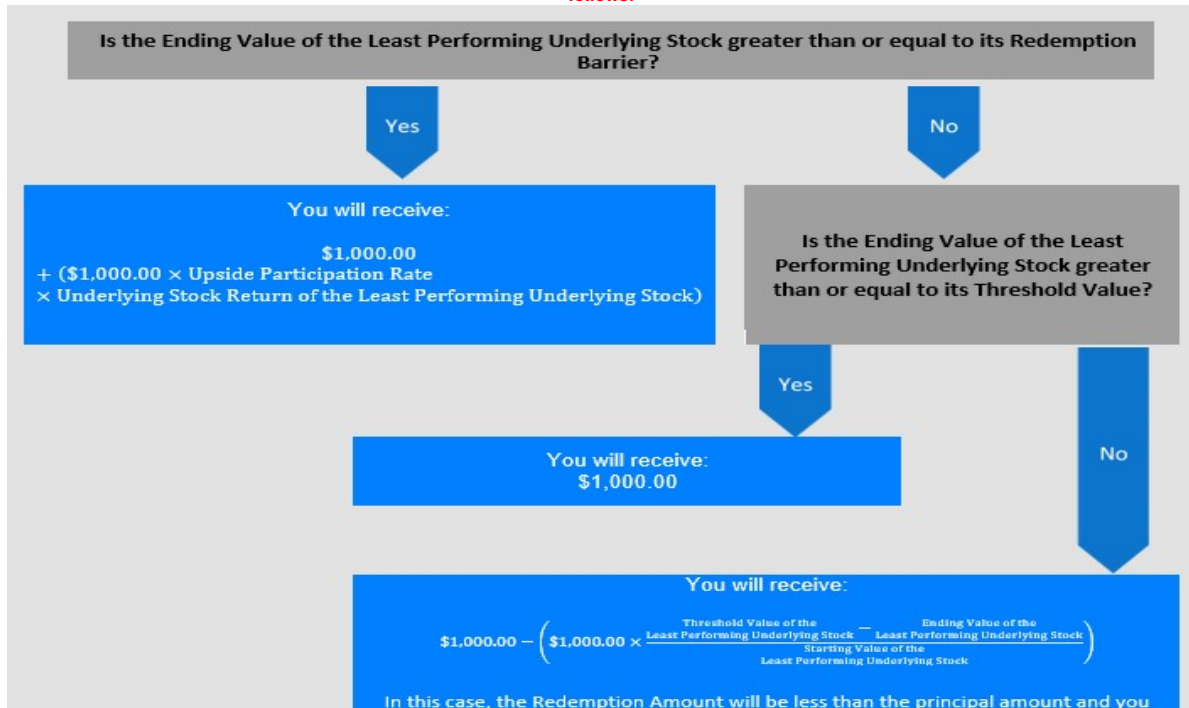 Is the Ending Value of the Least Performing Underlying Stock greater than or equal to its Redemption
Barrier?
Yes
No
You will receive:
$1,000.00
+ ($1,000.00 × Upside Participation Rate
× Underlying Stock Return of the Least Performing Underlying Stock)
Is the Ending Value of the Least
Performing Underlying Stock greater
than or equal to its Threshold Value?
Yes
No
You will receive:
$1,000.00
You will receive:
Threshold Value of the Ending Value of the
$1,000.00 − ($1,000.00 × Least Performing Underlying Stock − Least Performing Underlying Stock)
Starting Value of the
Least Performing Underlying Stock
In this case, the Redemption Amount will be less than the principal amount and you